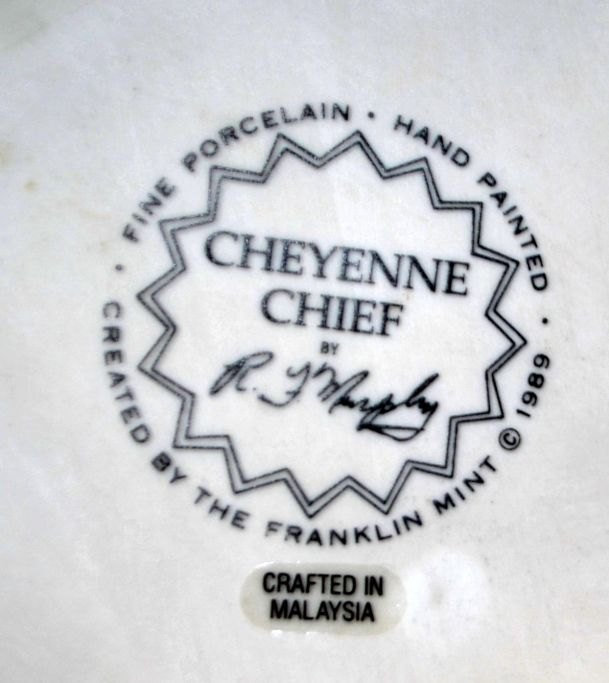 FINE PORCELAIN · HAND PAINTED ·
CHEYENNE
CHIEF
BY
R. F Murphy
CREATED BY THE FRANKLIN MINT © 1989 ·
CRAFTED IN
MALAYSIA